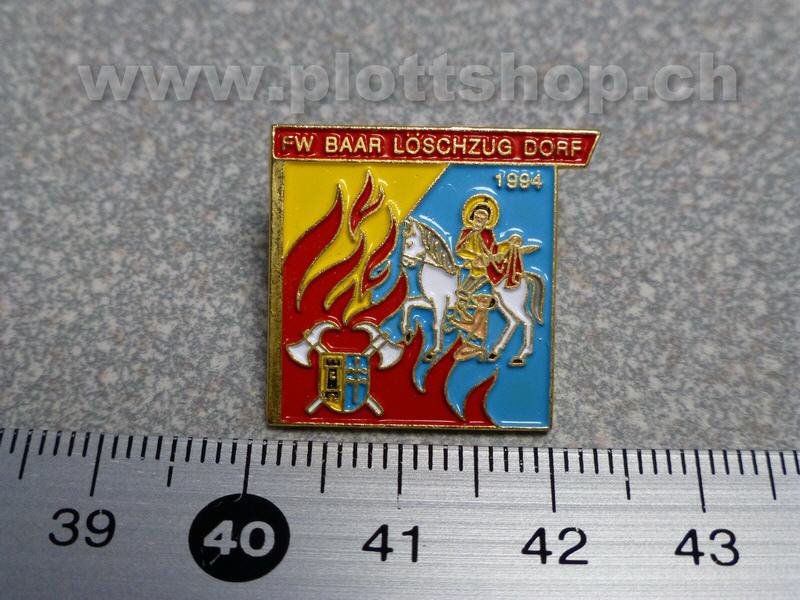 www.plottshop.ch
FW BAAR LÖSCHZUG DORF
1994
39 40 41 42 43